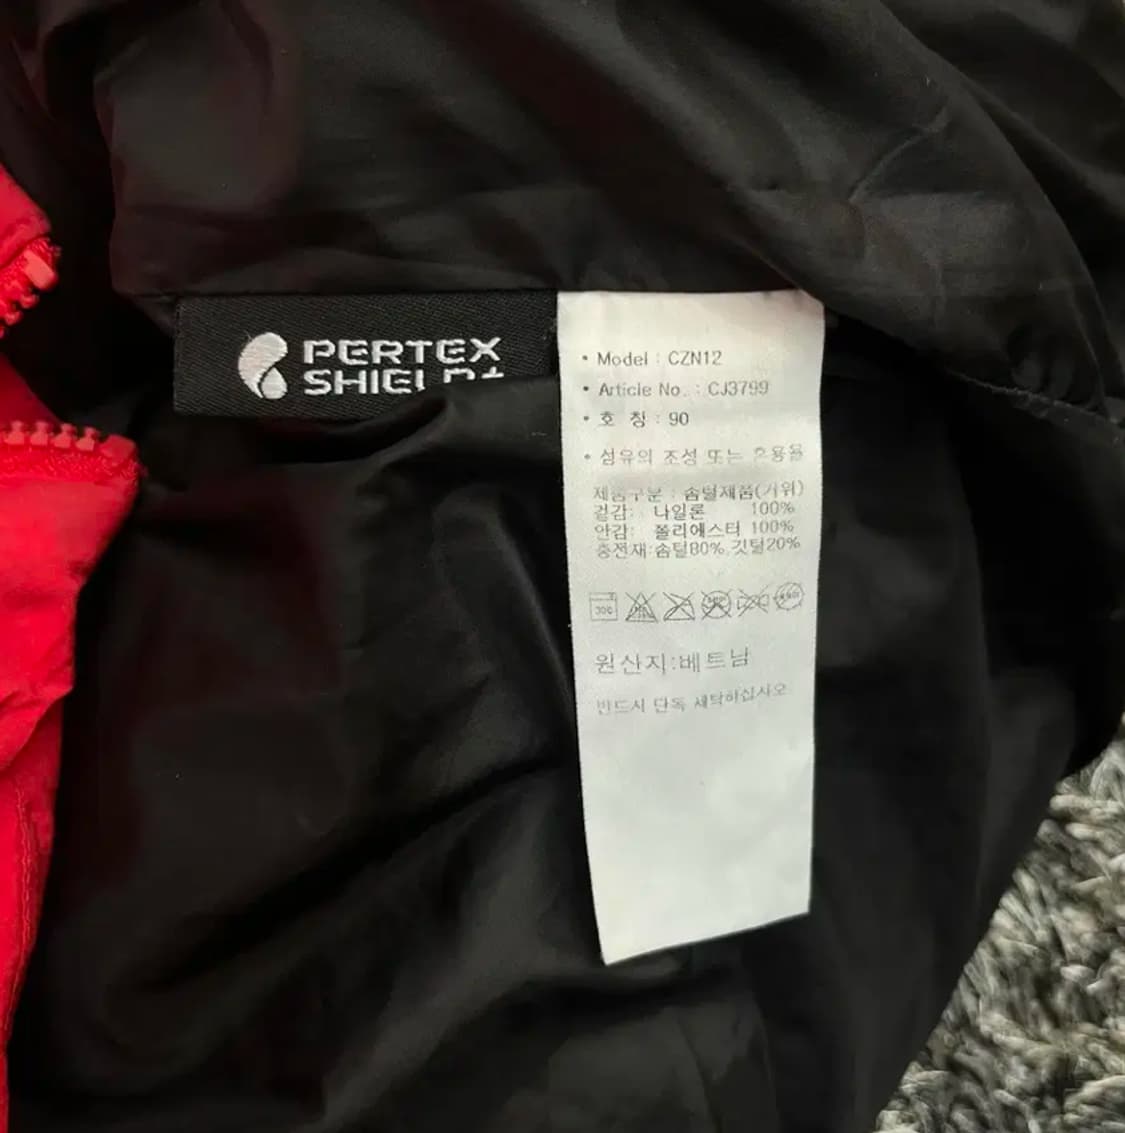 PERTEX
SHIELD+
• Model : CZN12
• Article No. : CJ3799
• 호 칭 : 90
• 섬유의 조성 또는 혼용율
제품구분 : 솜털제품(거위)
겉감: 나일론 100%
안감: 폴리에스터 100%
충전재:솜털80%,깃털20%
원산지:베트남
반드시 단독 세탁하십시오